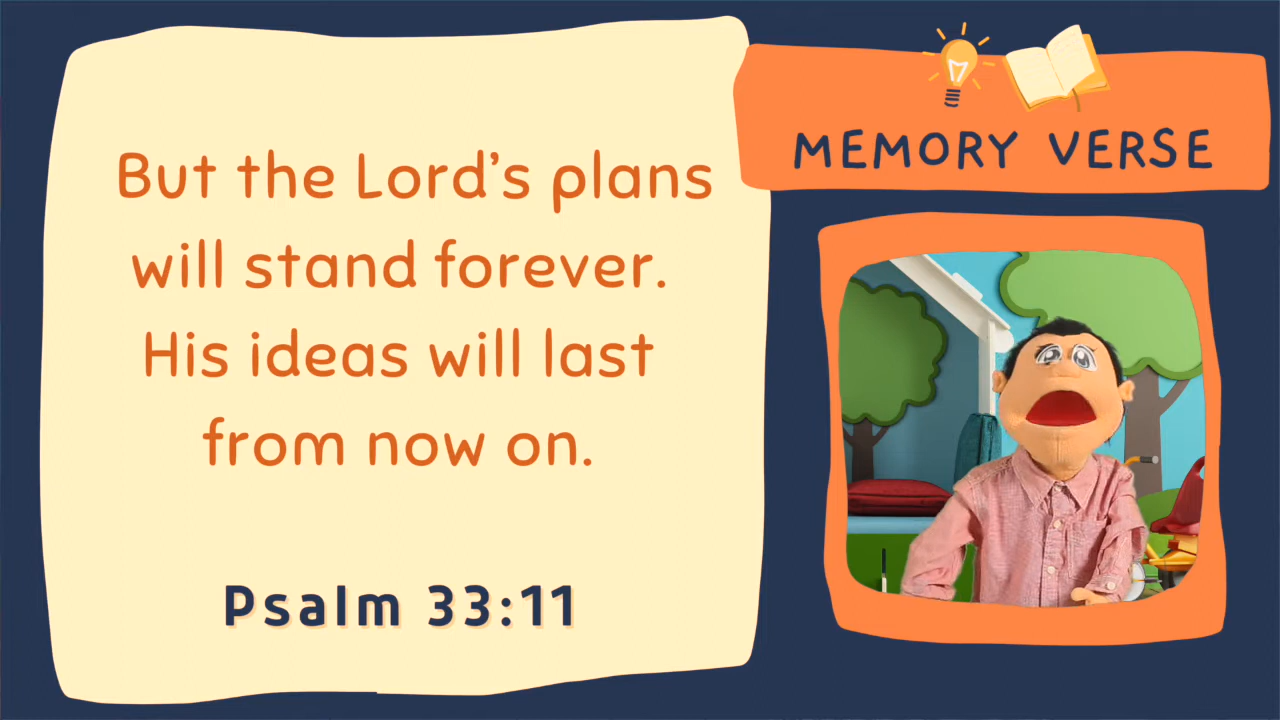 But the Lord's plans
will stand forever.
His ideas will last
from now on.
Psalm 33:11
MEMORY VERSE